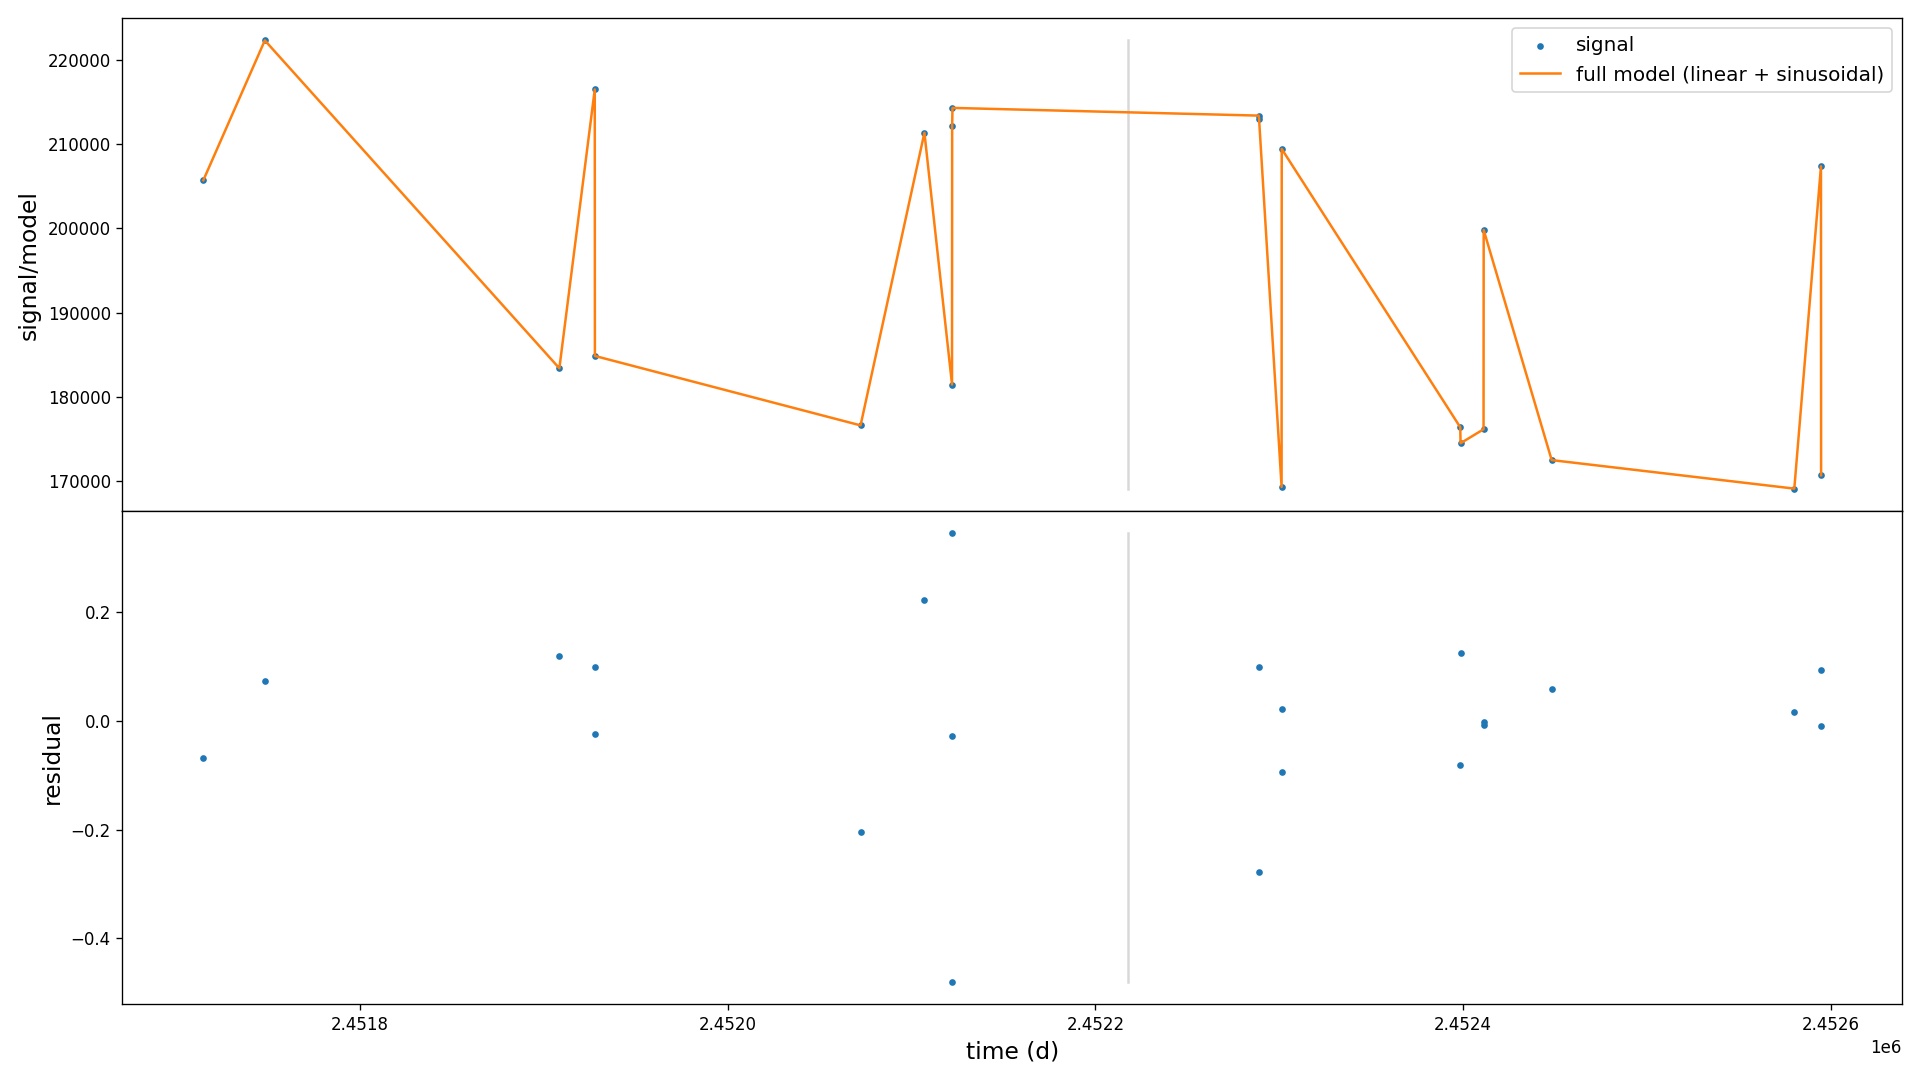 220000
210000
200000
190000
180000
170000
signal/model
signal
full model (linear + sinusoidal)
0.2
0.0
−0.2
−0.4
residual
2.4518
2.4520
2.4522
2.4524
2.4526
1e6
time (d)